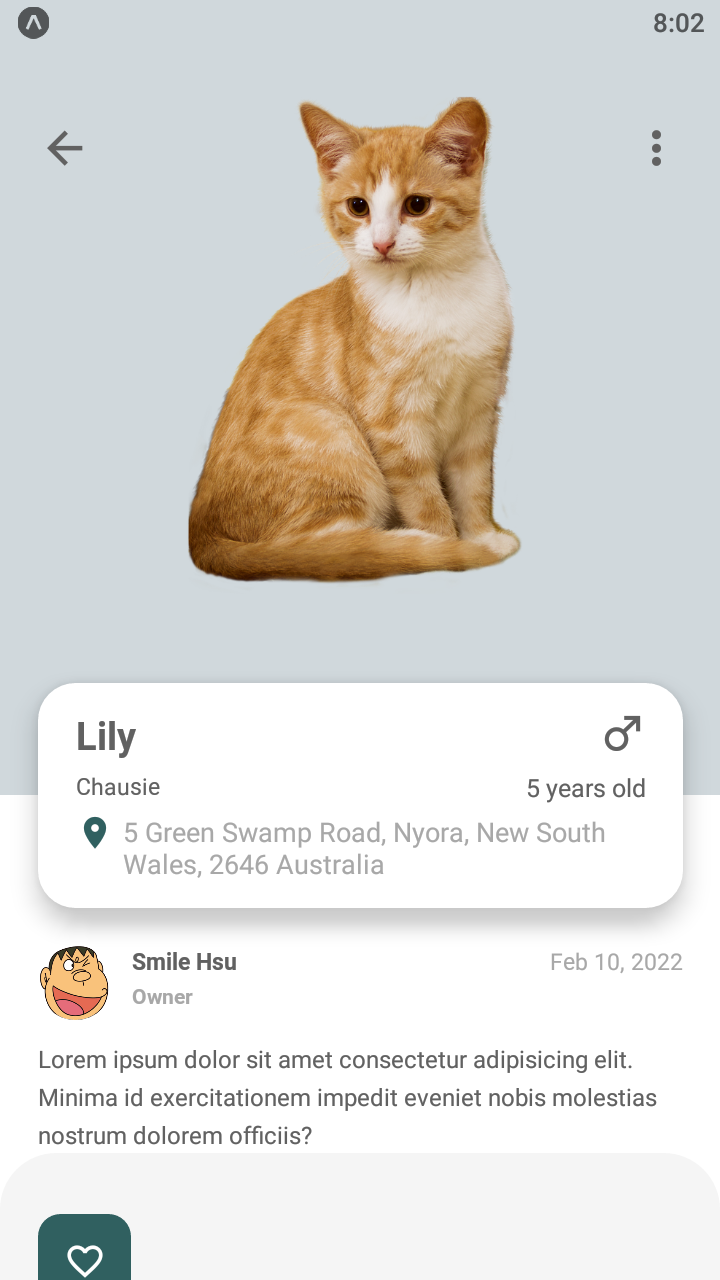 8:02
Lily
Chausie
5 years old
5 Green Swamp Road, Nyora, New South
Wales, 2646 Australia
Smile Hsu
Feb 10, 2022
Owner
Lorem ipsum dolor sit amet consectetur adipisicing elit.
Minima id exercitationem impedit eveniet nobis molestias
nostrum dolorem officiis?